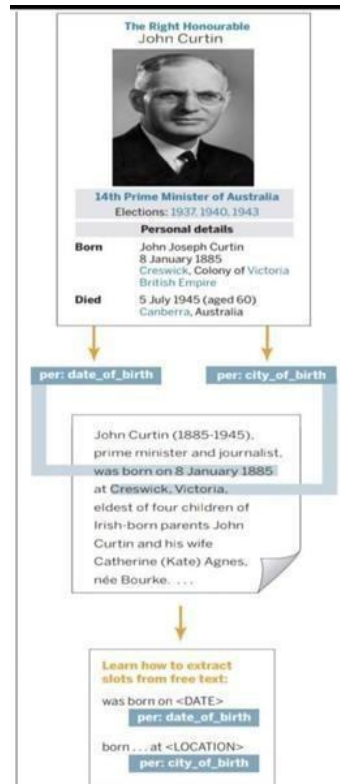 The Right Honourable
John Curtin
14th Prime Minister of Australia
Elections: 1937, 1940, 1943
Personal details
Born John Joseph Curtin
8 January 1885
Creswick, Colony of Victoria
British Empire
Died 5 July 1945 (aged 60)
Canberra, Australia
per: date_of_birth per: city_of_birth
John Curtin (1885-1945),
prime minister and journalist,
was born on 8 January 1885
at Creswick, Victoria,
eldest of four children of
Irish-born parents John
Curtin and his wife
Catherine (Kate) Agnes,
née Bourke. ...
Learn how to extract
slots from free text:
was born on <DATE>
per: date_of_birth
born ... at <LOCATION>
per: city_of_birth